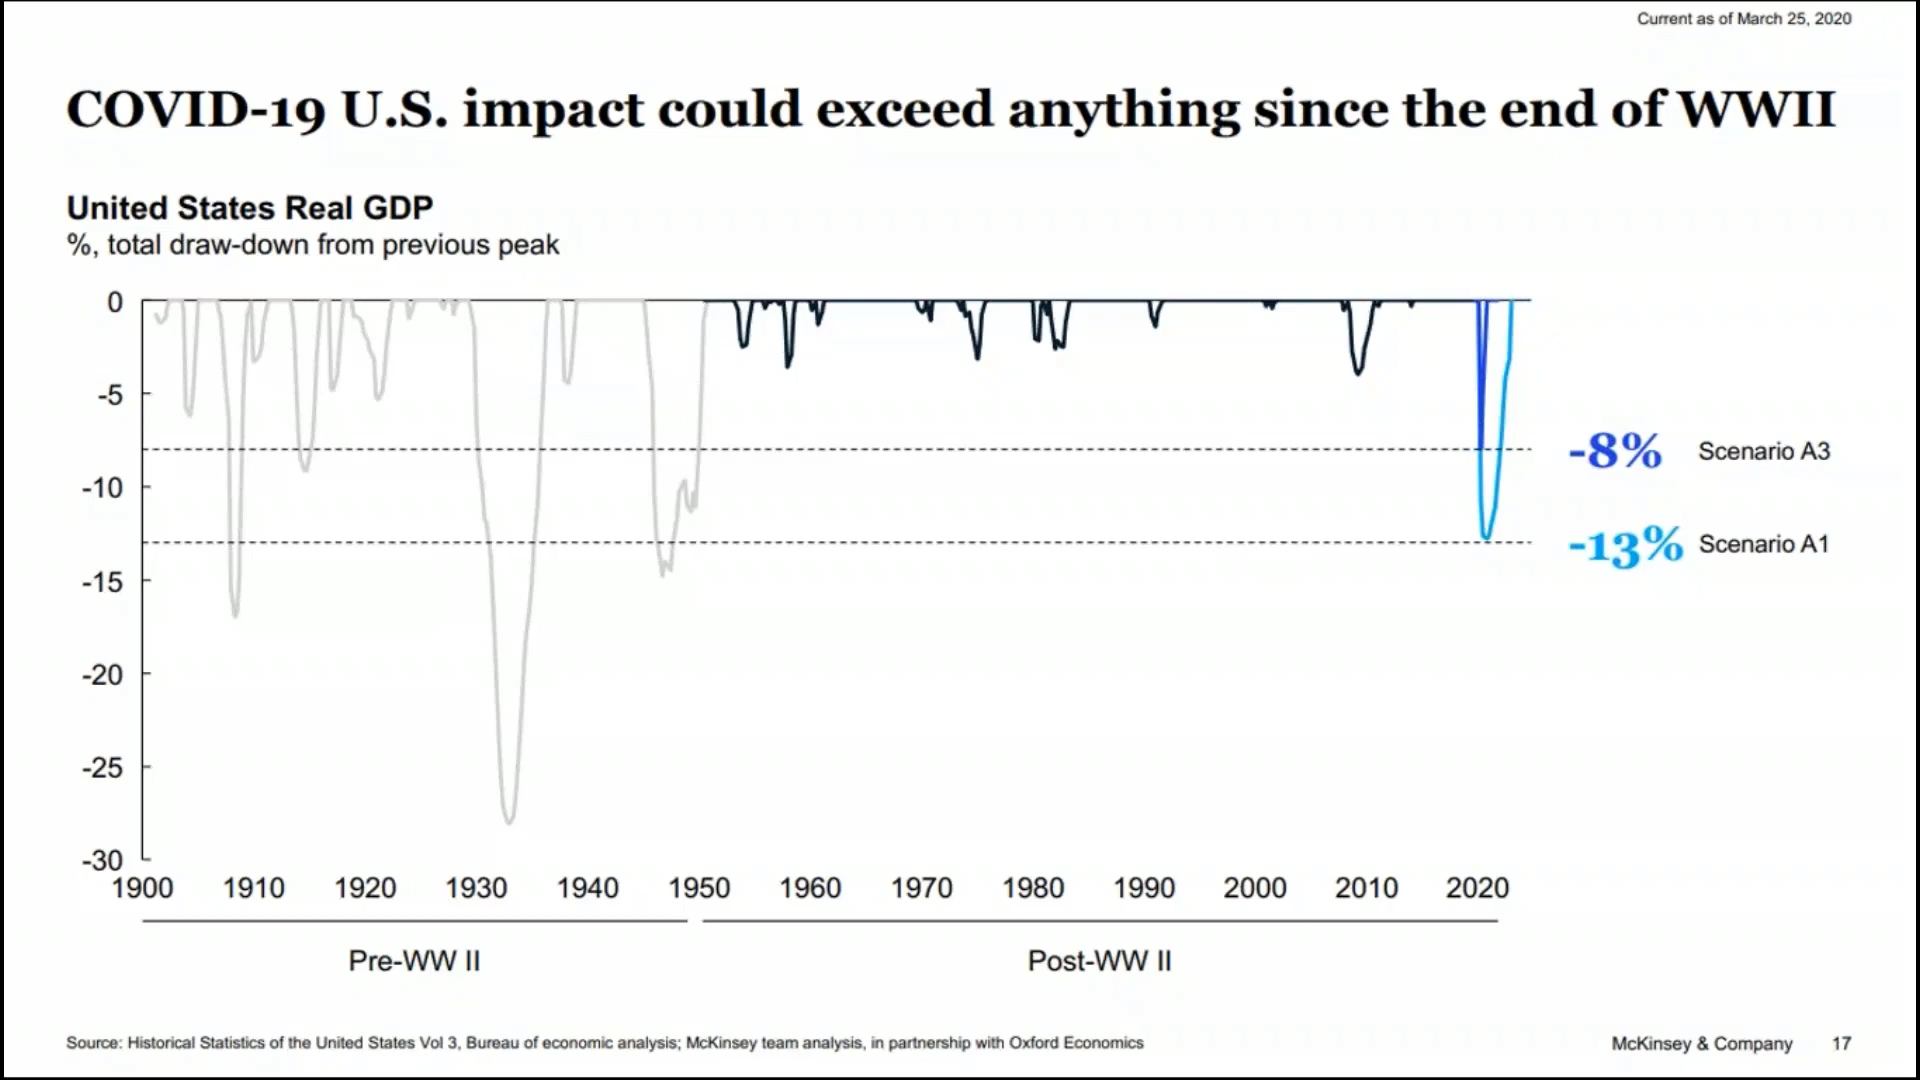 Current as of March 25, 2020
COVID-19 U.S. impact could exceed anything since the end of WWII
United States Real GDP
%, total draw-down from previous peak
0
-5
-10
-15
-20
-25
-30
-8% Scenario A3
-13% Scenario A1
1900 1910 1920 1930 1940 1950 1960 1970 1980 1990 2000 2010 2020
Pre-WW II Post-WW II
Source: Historical Statistics of the United States Vol 3, Bureau of economic analysis; McKinsey team analysis, in partnership with Oxford Economics
McKinsey & Company 17